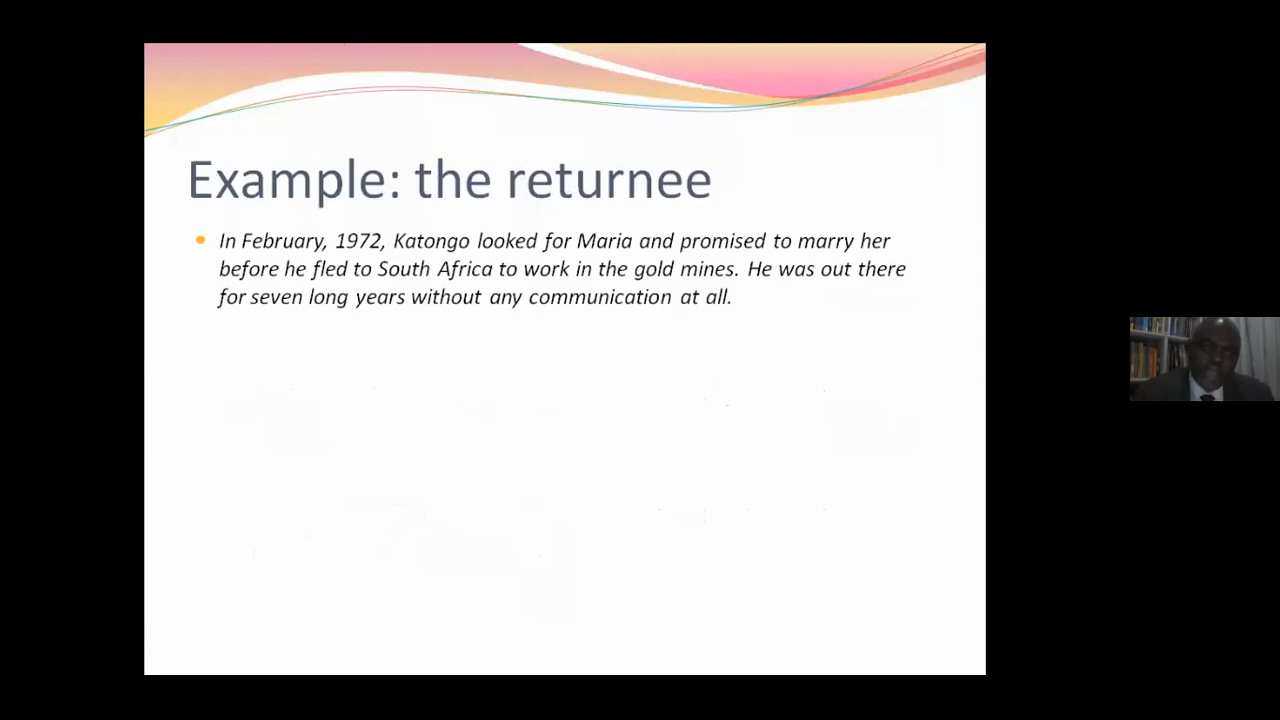 Example: the returnee
In February, 1972, Katongo looked for Maria and promised to marry her
before he fled to South Africa to work in the gold mines. He was out there
for seven long years without any communication at all.